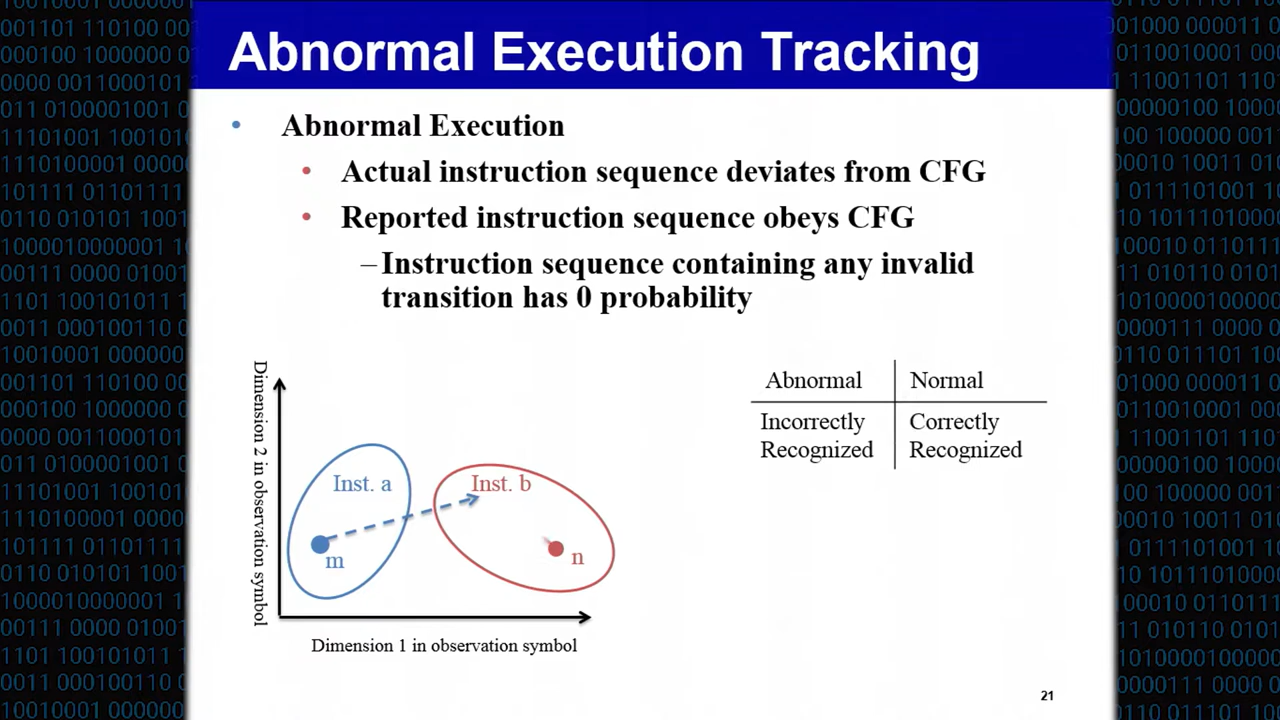 Abnormal Execution Tracking
• Abnormal Execution
• Actual instruction sequence deviates from CFG
• Reported instruction sequence obeys CFG
–Instruction sequence containing any invalid
transition has 0 probability
Dimension 2 in observation symbol
Inst. a
Inst. b
m
n
Dimension 1 in observation symbol
Abnormal
Normal
Incorrectly
Recognized
Correctly
Recognized
21